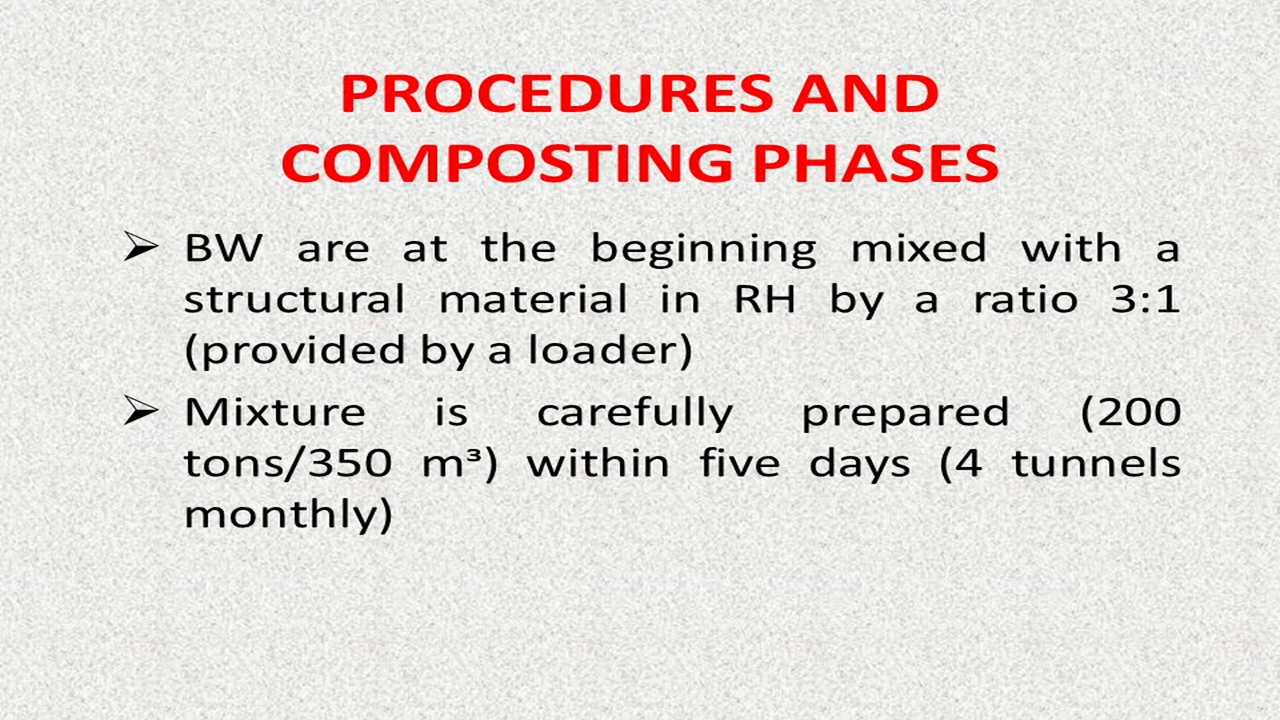 PROCEDURES AND
COMPOSTING PHASES
➢ BW are at the beginning mixed with a
structural material in RH by a ratio 3:1
(provided by a loader)
➢ Mixture is carefully prepared (200
tons/350 m³) within five days (4 tunnels
monthly)